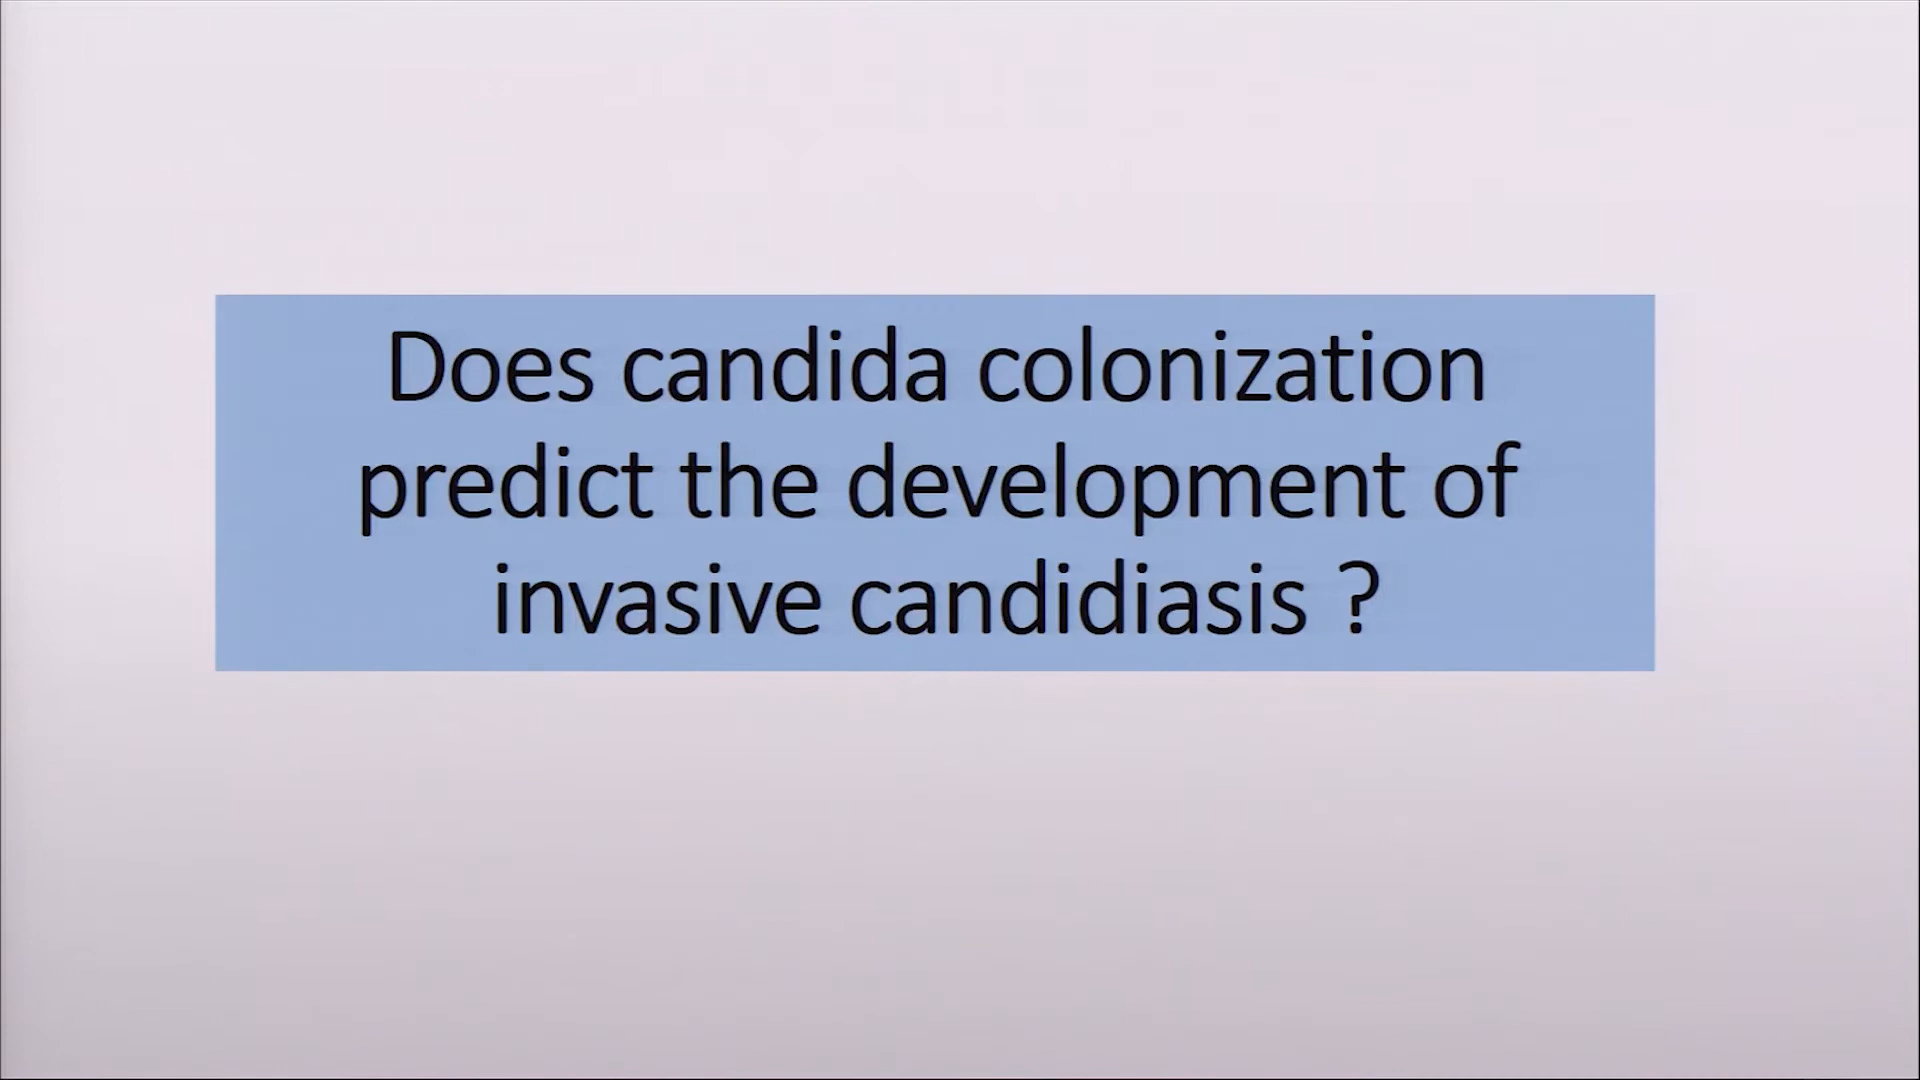 Does candida colonization
predict the development of
invasive candidiasis ?